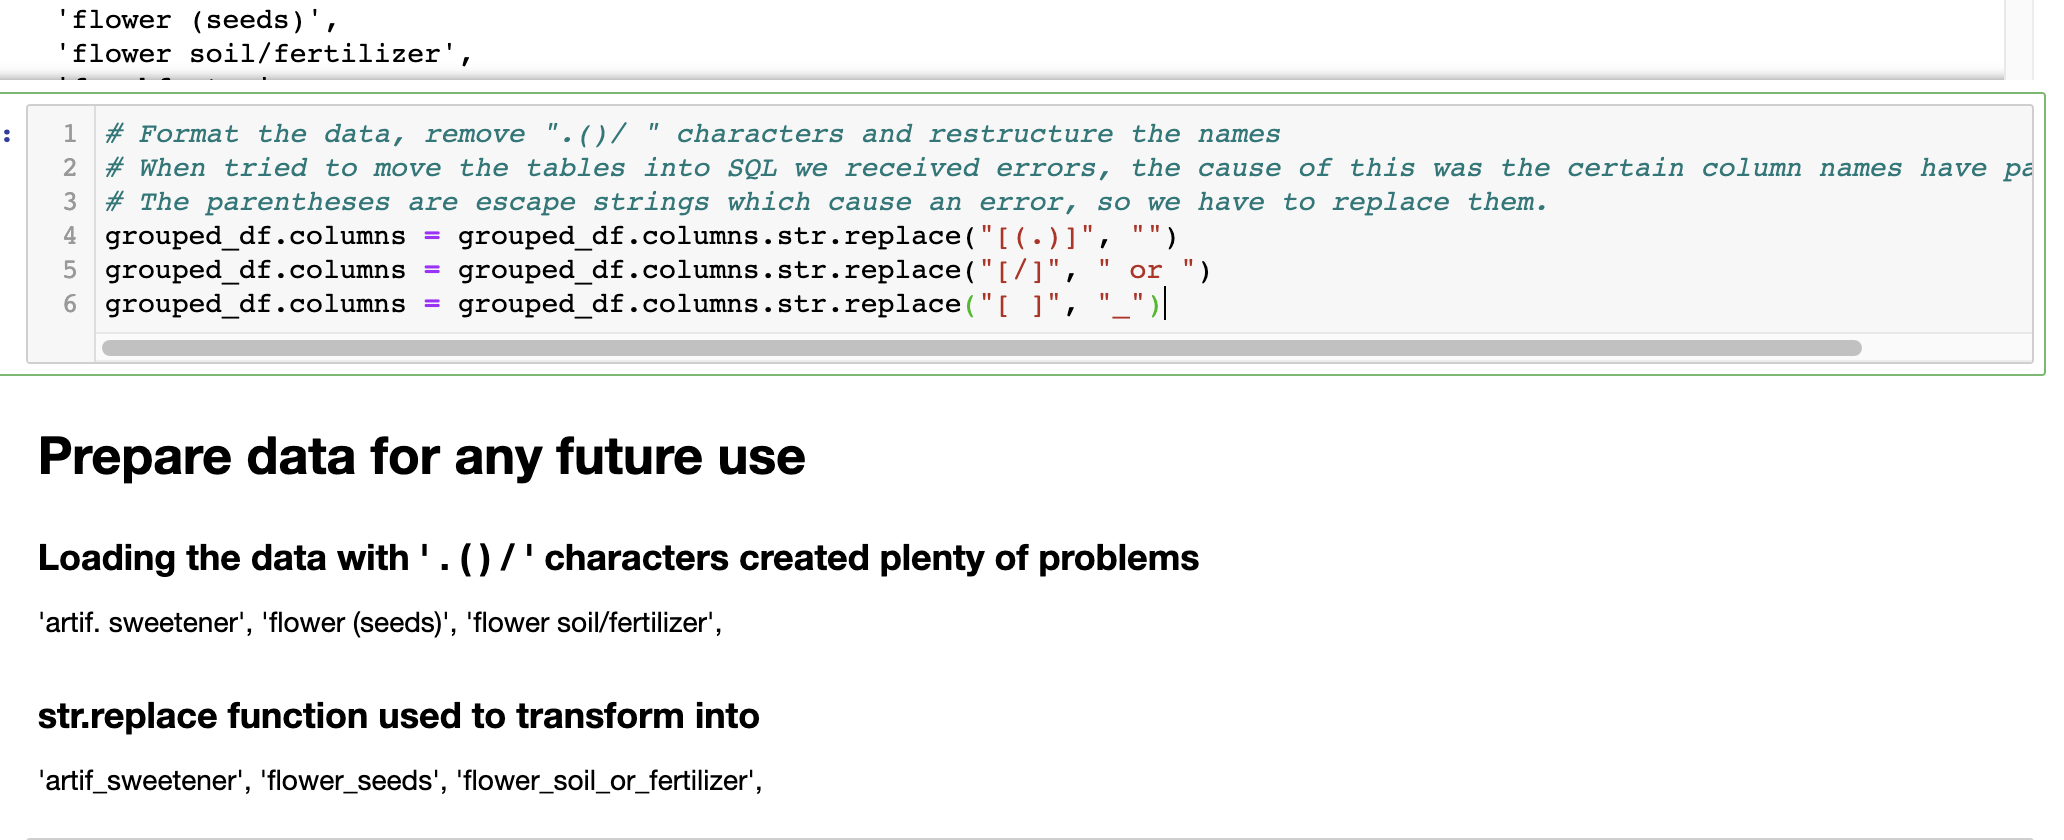 'flower (seeds)',
'flower soil/fertilizer',
:
1 # Format the data, remove ".()/ " characters and restructure the names
2 # When tried to move the tables into SQL we received errors, the cause of this was the certain column names have pa
3 # The parentheses are escape strings which cause an error, so we have to replace them.
4 grouped_df.columns = grouped_df.columns.str.replace("[(.)]", "")
5 grouped_df.columns = grouped_df.columns.str.replace("[/]", " or ")
6 grouped_df.columns = grouped_df.columns.str.replace("[ ]", "_")
Prepare data for any future use
Loading the data with '.()/' characters created plenty of problems
'artif. sweetener', 'flower (seeds)', 'flower soil/fertilizer',
str.replace function used to transform into
'artif_sweetener', 'flower_seeds', 'flower_soil_or_fertilizer',